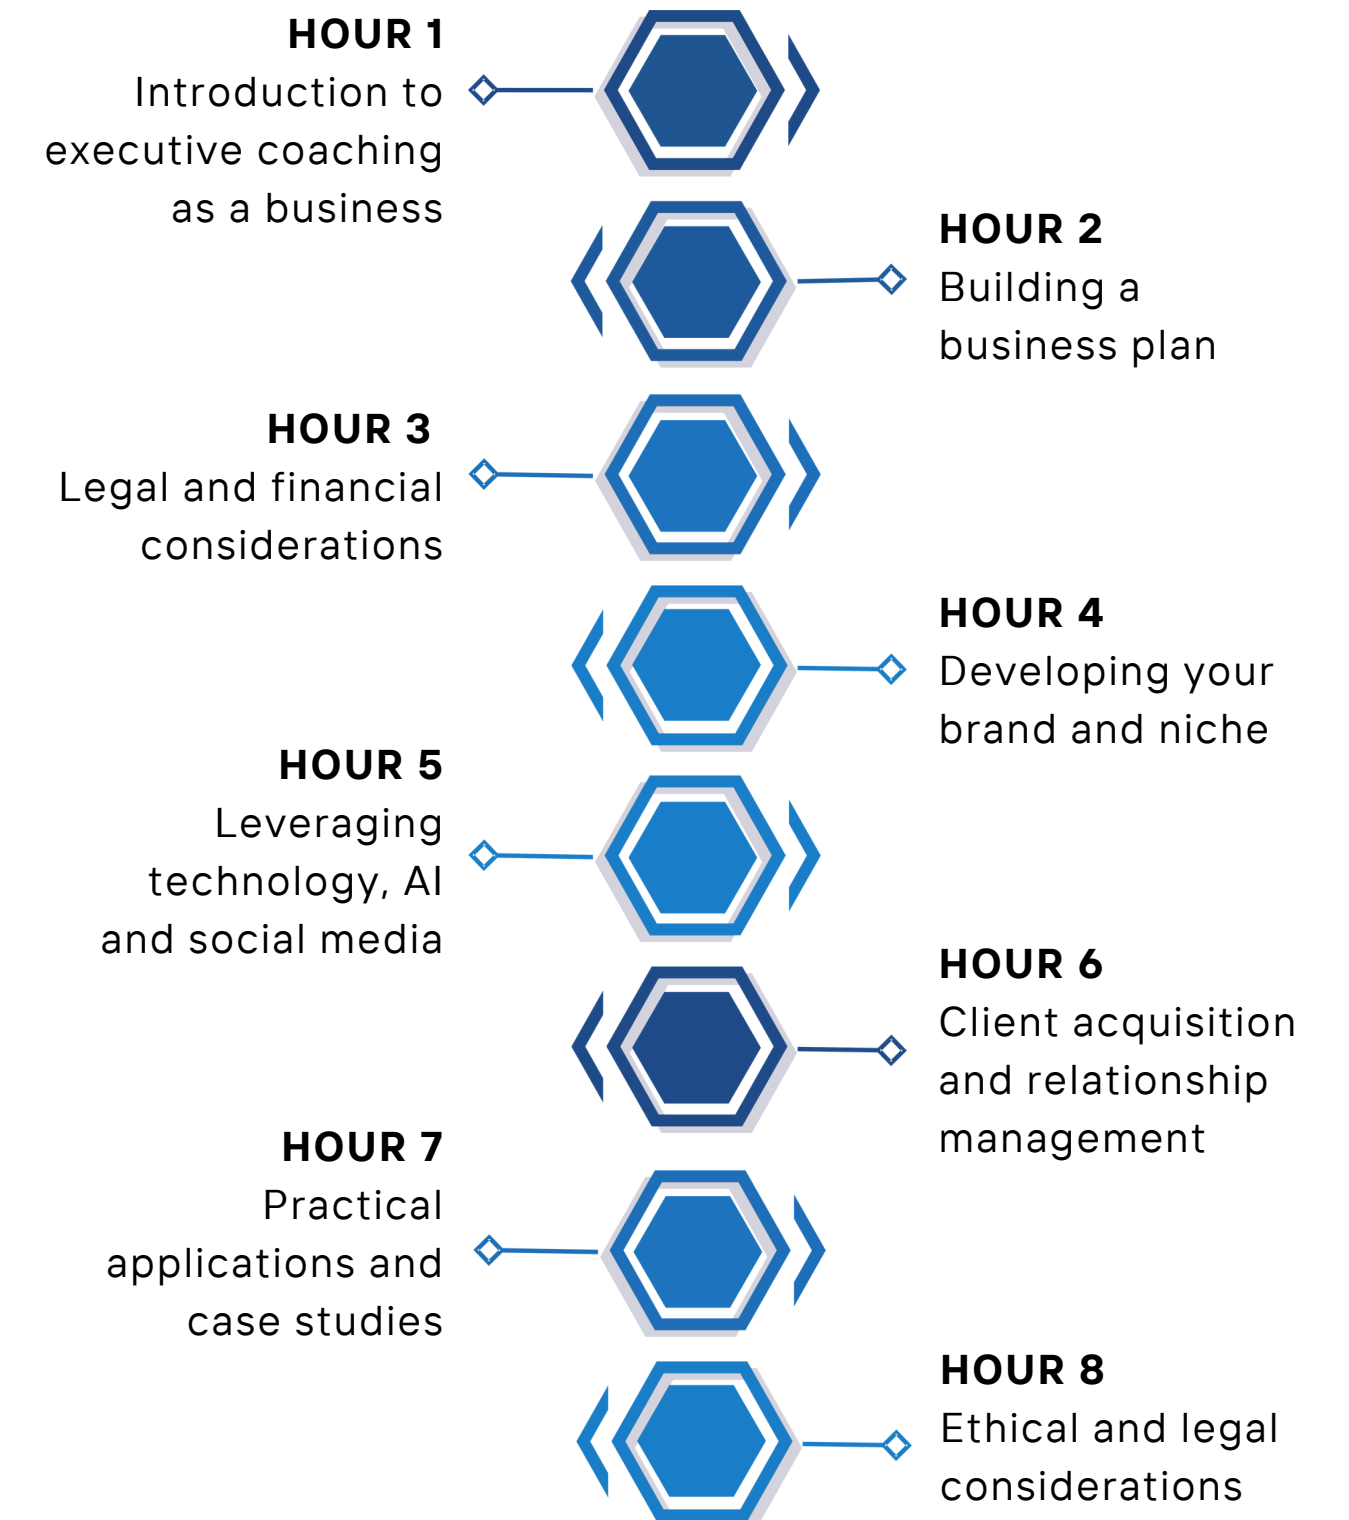 HOUR 1
Introduction to
executive coaching
as a business
HOUR 2
Building a
business plan
HOUR 3
Legal and financial
considerations
HOUR 4
Developing your
brand and niche
HOUR 5
Leveraging
technology, AI
and social media
HOUR 6
Client acquisition
and relationship
management
HOUR 7
Practical
applications and
case studies
HOUR 8
Ethical and legal
considerations